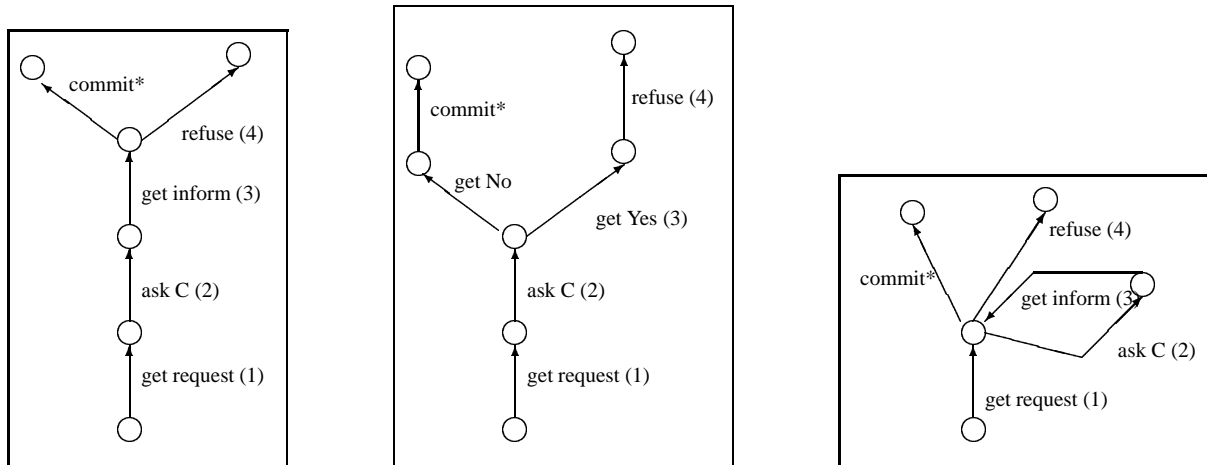 commit*
refuse (4)
get inform (3)
ask C (2)
get request (1)
commit*
refuse (4)
get No
get Yes (3)
ask C (2)
get request (1)
refuse (4)
commit*
get inform (3)
ask C (2)
get request (1)